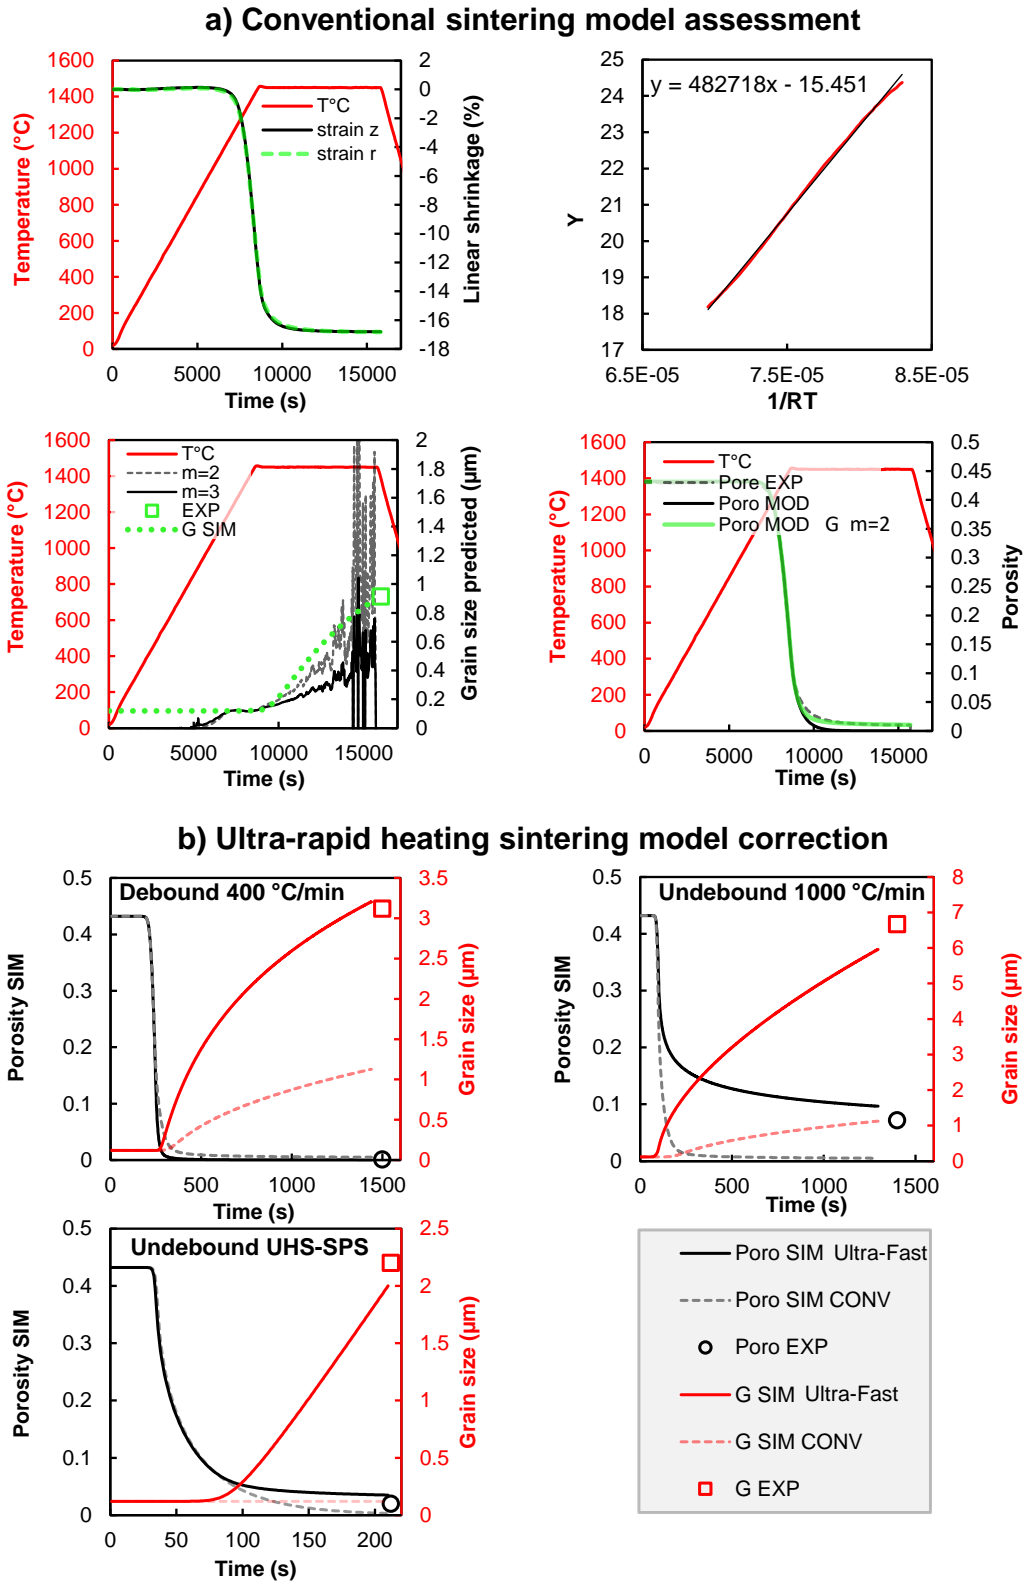 a) Conventional sintering model assessment
1600
1400
1200
1000
800
600
400
200
0
Temperature (°C)
2
0
-2
-4
-6
-8
-10
-12
-14
-16
-18
Linear shrinkage (%)
T°C
strain z
strain r
0 5000 10000 15000
Time (s)
25
24
23
22
21
20
19
18
17
Y
y = 482718x - 15.451
6.5E-05 7.5E-05 8.5E-05
1/RT
1600
1400
1200
1000
800
600
400
200
0
Temperature (°C)
T°C
m=2
m=3
EXP
G SIM
2
1.8
1.6
1.4
1.2
1
0.8
0.6
0.4
0.2
0
Grain size predicted (µm)
0 5000 10000 15000
Time (s)
1600
1400
1200
1000
800
600
400
200
0
Temperature (°C)
T°C
Pore EXP
Poro MOD
Poro MOD G m=2
0.5
0.45
0.4
0.35
0.3
0.25
0.2
0.15
0.1
0.05
0
Porosity
0 5000 10000 15000
Time (s)
b) Ultra-rapid heating sintering model correction
0.5
0.4
0.3
0.2
0.1
0
Porosity SIM
Debound 400 °C/min
3.5
3
2.5
2
1.5
1
0.5
0
Grain size (µm)
0 500 1000 1500
Time (s)
0.5
0.4
0.3
0.2
0.1
0
Porosity SIM
Undebound 1000 °C/min
8
7
6
5
4
3
2
1
0
Grain size (µm)
0 500 1000 1500
Time (s)
0.5
0.4
0.3
0.2
0.1
0
Porosity SIM
Undebound UHS-SPS
2.5
2
1.5
1
0.5
0
Grain size (µm)
0 50 100 150 200
Time (s)
Poro SIM Ultra-Fast
Poro SIM CONV
Poro EXP
G SIM Ultra-Fast
G SIM CONV
G EXP